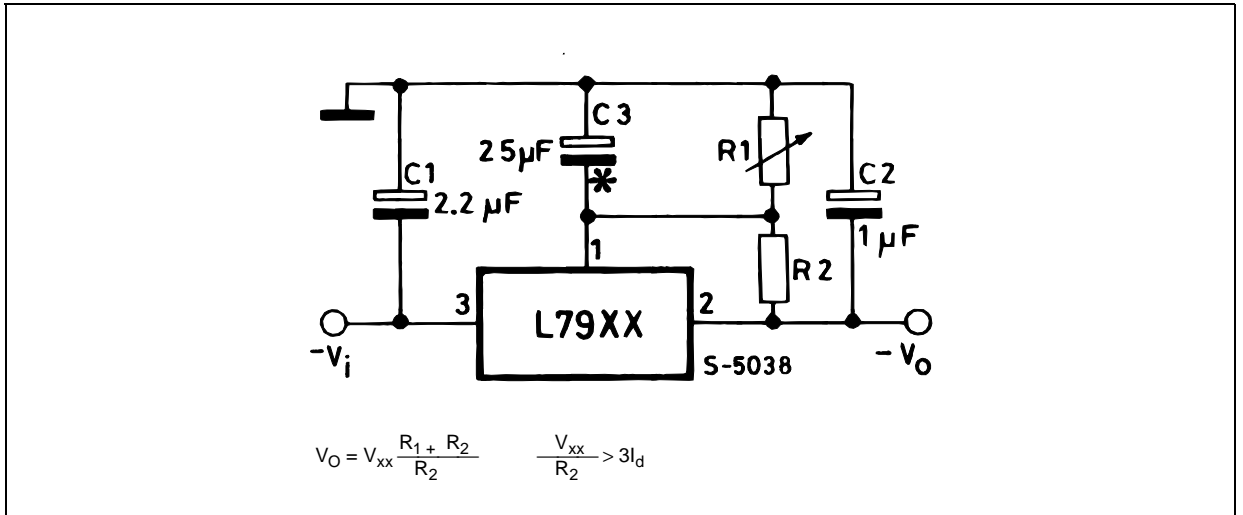 C3
25µF
*
R1
C1
2.2 µF
C2
1 µF
1
R2
3
L79XX
2
-Vi
S-5038
-Vo
VO = Vxx (R1 + R2) / R2
Vxx / R2 > 3Id